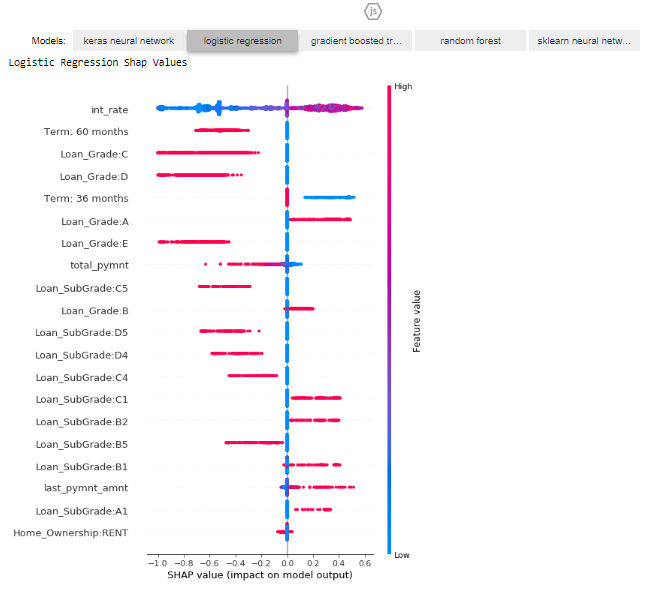 js
Models: keras neural network logistic regression gradient boosted tr... random forest sklearn neural netw...
Logistic Regression Shap Values
High
int_rate
Term: 60 months
Loan_Grade:C
Loan_Grade:D
Term: 36 months
Loan_Grade:A
Loan_Grade:E
total_pymnt
Loan_SubGrade:C5
Loan_Grade:B
Loan_SubGrade:D5
Loan_SubGrade:D4
Loan_SubGrade:C4
Loan_SubGrade:C1
Loan_SubGrade:B2
Loan_SubGrade:B5
Loan_SubGrade:B1
last_pymnt_amnt
Loan_SubGrade:A1
Home_Ownership:RENT
Feature value
Low
−1.0 −0.8 −0.6 −0.4 −0.2 0.0 0.2 0.4 0.6
SHAP value (impact on model output)